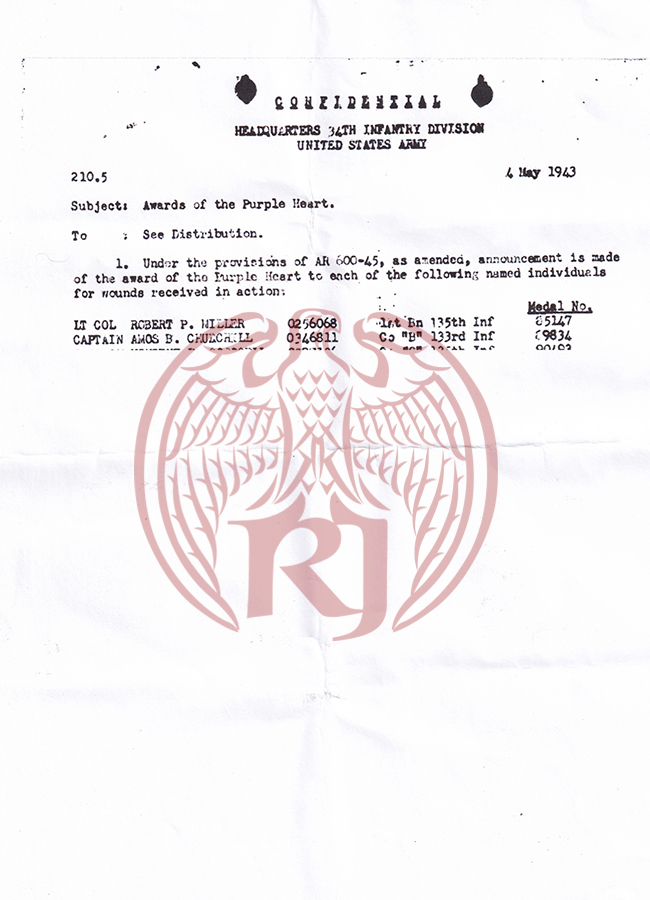 CONFIDENTIAL
HEADQUARTERS 34TH INFANTRY DIVISION
UNITED STATES ARMY
210.5 4 May 1943
Subject: Awards of the Purple Heart.
To : See Distribution.
1. Under the provisions of AR 600-45, as amended, announcement is made
of the award of the Purple Heart to each of the following named individuals
for wounds received in action:
Medal No.
LT COL ROBERT P. MILLER 0256068 1st Bn 135th Inf 85147
CAPTAIN AMOS B. CHURCHILL 0346811 Co "B" 133rd Inf 89834
RJ